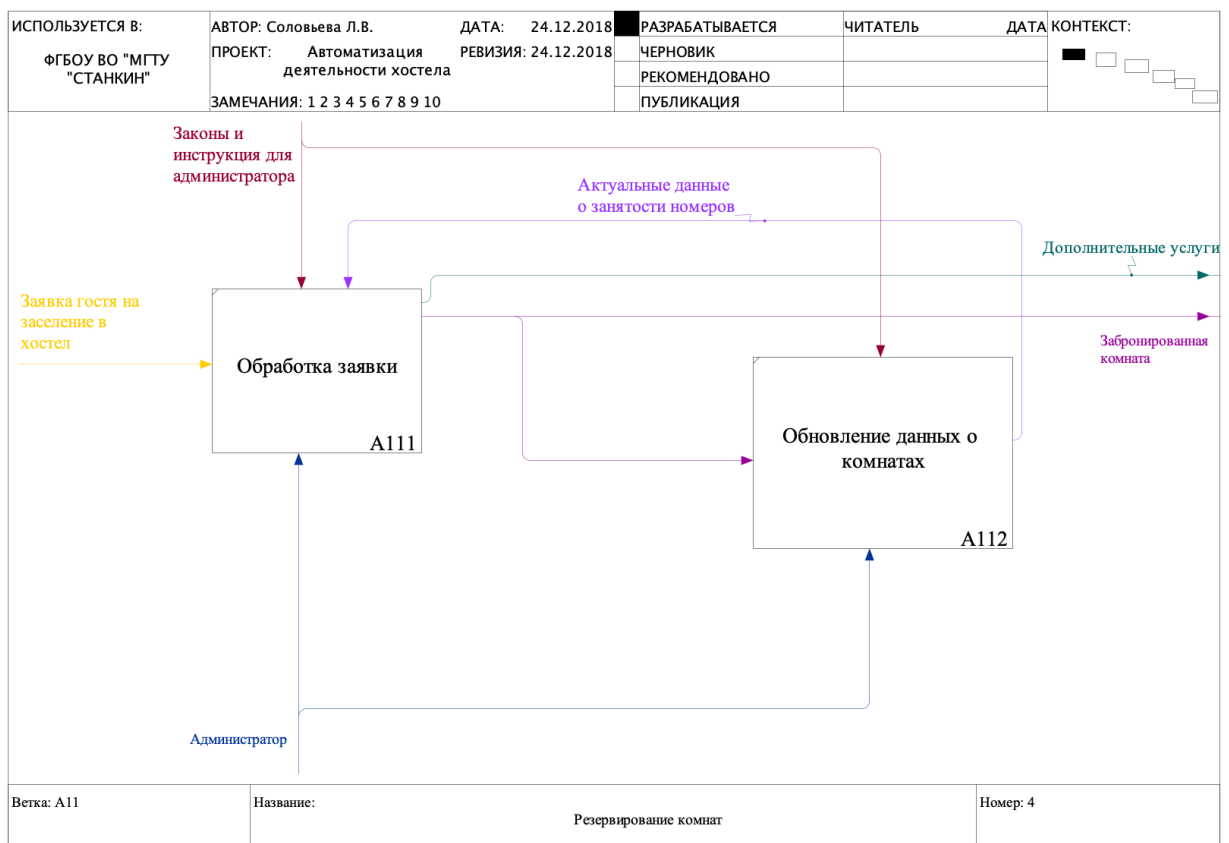 ИСПОЛЬЗУЕТСЯ В:
ФГБОУ ВО "МГТУ
"СТАНКИН"
АВТОР: Соловьева Л.В.
ДАТА: 24.12.2018
ПРОЕКТ: Автоматизация
деятельности хостела
РЕВИЗИЯ: 24.12.2018
ЗАМЕЧАНИЯ: 1 2 3 4 5 6 7 8 9 10
РАЗРАБАТЫВАЕТСЯ
ЧЕРНОВИК
РЕКОМЕНДОВАНО
ПУБЛИКАЦИЯ
ЧИТАТЕЛЬ
ДАТА
КОНТЕКСТ:
Законы и
инструкция для
администратора
Актуальные данные
о занятости номеров
Дополнительные услуги
Заявка гостя на
заселение в
хостел
Забронированная
комната
Обработка заявки
A111
Обновление данных о
комнатах
A112
Администратор
Ветка: A11
Название:
Резервирование комнат
Номер: 4